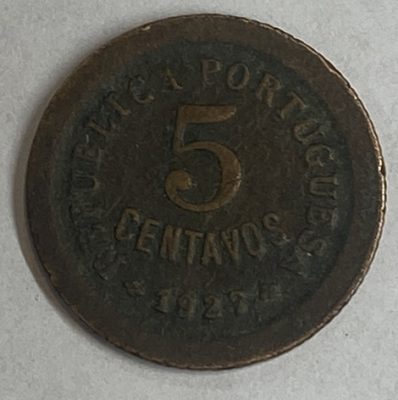 REPUBLICA PORTUGUESA
5
CENTAVOS
1927